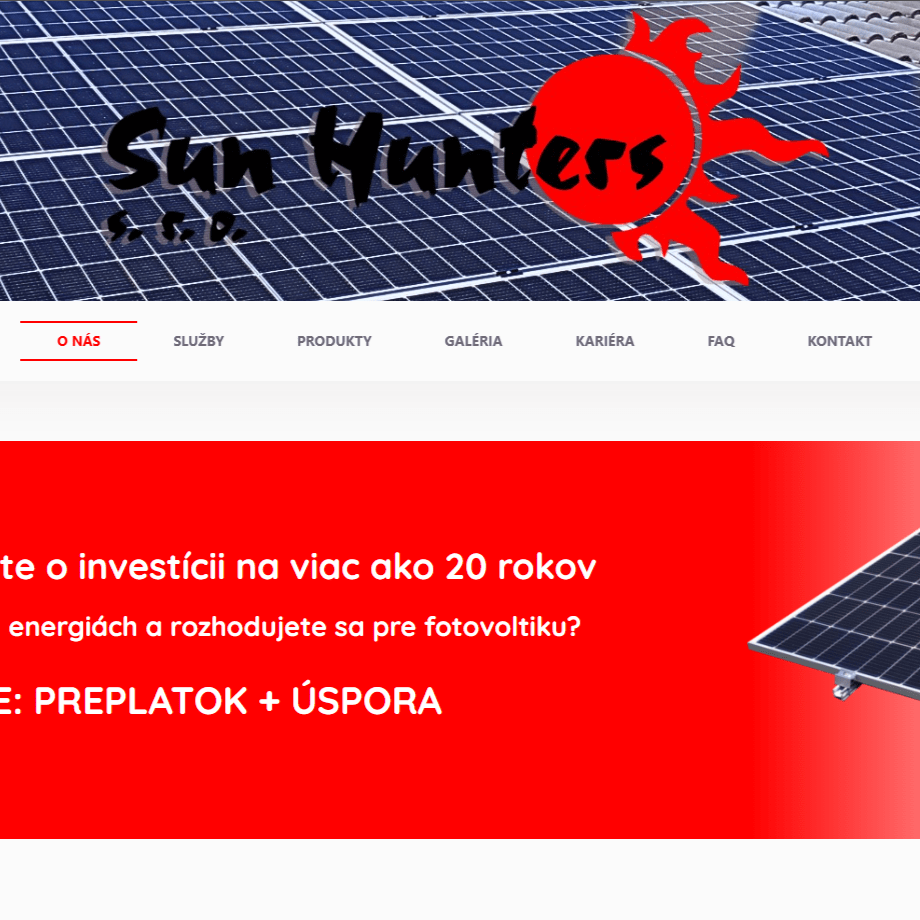 Sun Hunters
s. r. o.
O NÁS
SLUŽBY
PRODUKTY
GALÉRIA
KARIÉRA
FAQ
KONTAKT
te o investícii na viac ako 20 rokov
energiách a rozhodujete sa pre fotovoltiku?
E: PREPLATOK + ÚSPORA